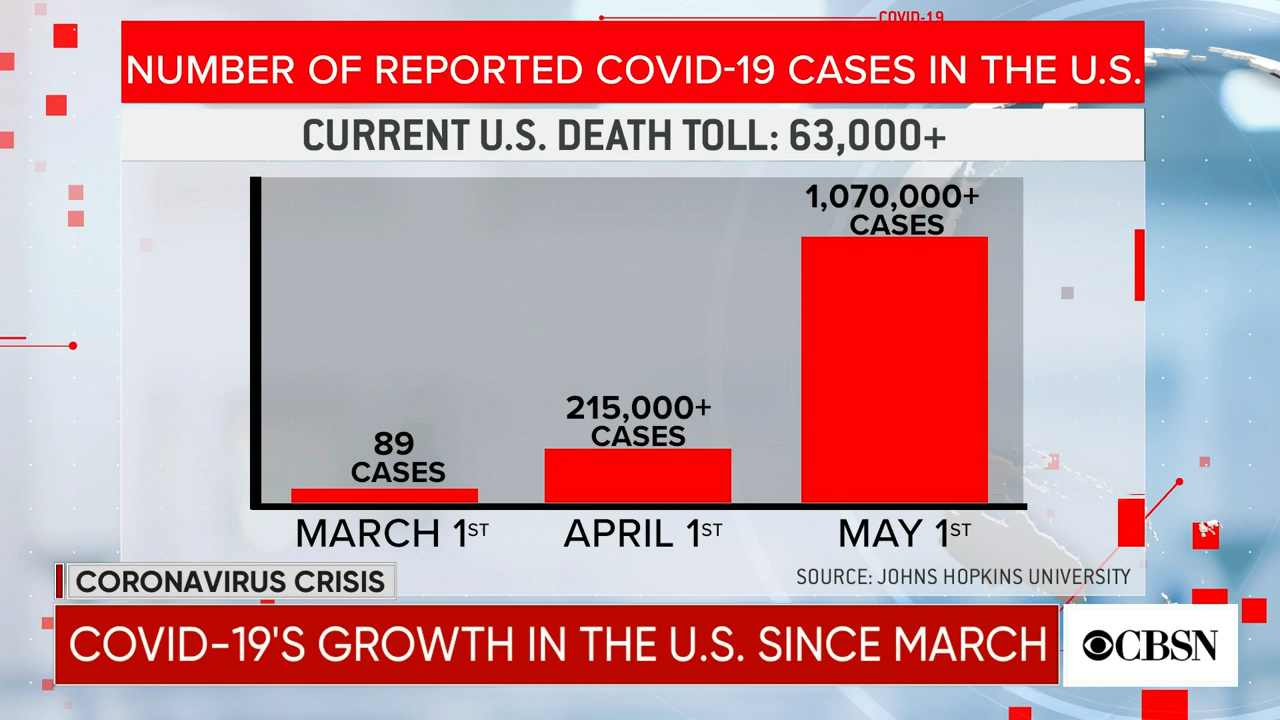 COVID-19
NUMBER OF REPORTED COVID-19 CASES IN THE U.S.
CURRENT U.S. DEATH TOLL: 63,000+
1,070,000+
CASES
215,000+
CASES
89
CASES
MARCH 1ST
APRIL 1ST
MAY 1ST
SOURCE: JOHNS HOPKINS UNIVERSITY
CORONAVIRUS CRISIS
COVID-19'S GROWTH IN THE U.S. SINCE MARCH
CBSN